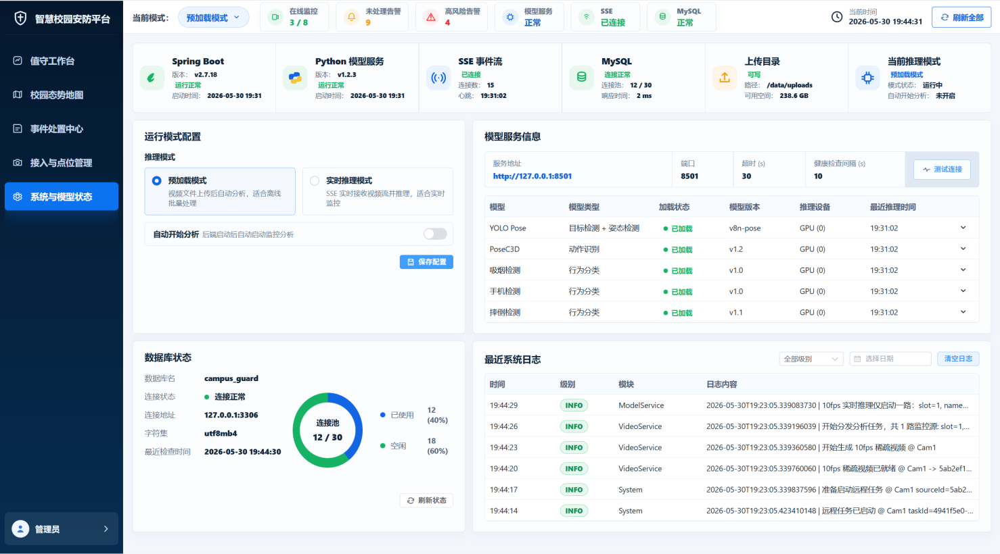 智慧校园安防平台
值守工作台
校园态势地图
事件处置中心
接入与点位管理
系统与模型状态
管理员
当前模式：
预加载模式
在线监控
3 / 8
未处理告警
9
高风险告警
4
模型服务
正常
SSE
已连接
MySQL
正常
当前时间
2026-05-30 19:44:31
刷新全部
Spring Boot
版本： v2.7.18
运行正常
启动时间： 2026-05-30 19:31
Python 模型服务
版本： v1.2.3
运行正常
启动时间： 2026-05-30 19:31
SSE 事件流
已连接
连接数： 15
心跳： 19:31:02
MySQL
连接正常
连接池： 12 / 30
响应时间： 2 ms
上传目录
可写
路径： /data/uploads
可用空间： 238.6 GB
当前推理模式
预加载模式
模式状态： 运行中
自动开始分析： 未开启
运行模式配置
推理模式
预加载模式
视频文件上传后自动分析，适合离线
批量处理
实时推理模式
SSE 实时接收视频流并推理，适合实时
监控
自动开始分析 后端启动后自动启动监控分析
保存配置
模型服务信息
服务地址
http://127.0.0.1:8501
端口
8501
超时 (s)
30
健康检查间隔 (s)
10
测试连接
模型 模型类型 加载状态 模型版本 推理设备 最近推理时间
YOLO Pose 目标检测 + 姿态检测 已加载 v8n-pose GPU (0) 19:31:02
PoseC3D 动作识别 已加载 v1.2 GPU (0) 19:31:02
吸烟检测 行为分类 已加载 v1.0 GPU (0) 19:31:02
手机检测 行为分类 已加载 v1.0 GPU (0) 19:31:02
摔倒检测 行为分类 已加载 v1.1 GPU (0) 19:31:02
数据库状态
数据库名 campus_guard
连接状态 连接正常
连接地址 127.0.0.1:3306
字符集 utf8mb4
最近检查时间 2026-05-30 19:44:30
连接池
12 / 30
已使用 12
(40%)
空闲 18
(60%)
刷新状态
最近系统日志
全部级别
选择日期
清空日志
时间 级别 模块 日志内容
19:44:29 INFO ModelService 2026-05-30T19:23:05.339083730 | 10fps 实时推理仅启动一路：slot=1, name...
19:44:26 INFO VideoService 2026-05-30T19:23:05.339196039 | 开始分发分析任务，共 1 路监控源: slot=1,...
19:44:23 INFO VideoService 2026-05-30T19:23:05.339360580 | 开始生成 10fps 稀疏视频 @ Cam1
19:44:20 INFO VideoService 2026-05-30T19:23:05.339760060 | 10fps 稀疏视频已就绪 @ Cam1 -> 5ab2ef1...
19:44:17 INFO System 2026-05-30T19:23:05.339837596 | 准备启动远程任务 @ Cam1 sourceId=5ab2...
19:44:14 INFO System 2026-05-30T19:23:05.423410148 | 远程任务已启动 @ Cam1 taskId=4941f5e0-...